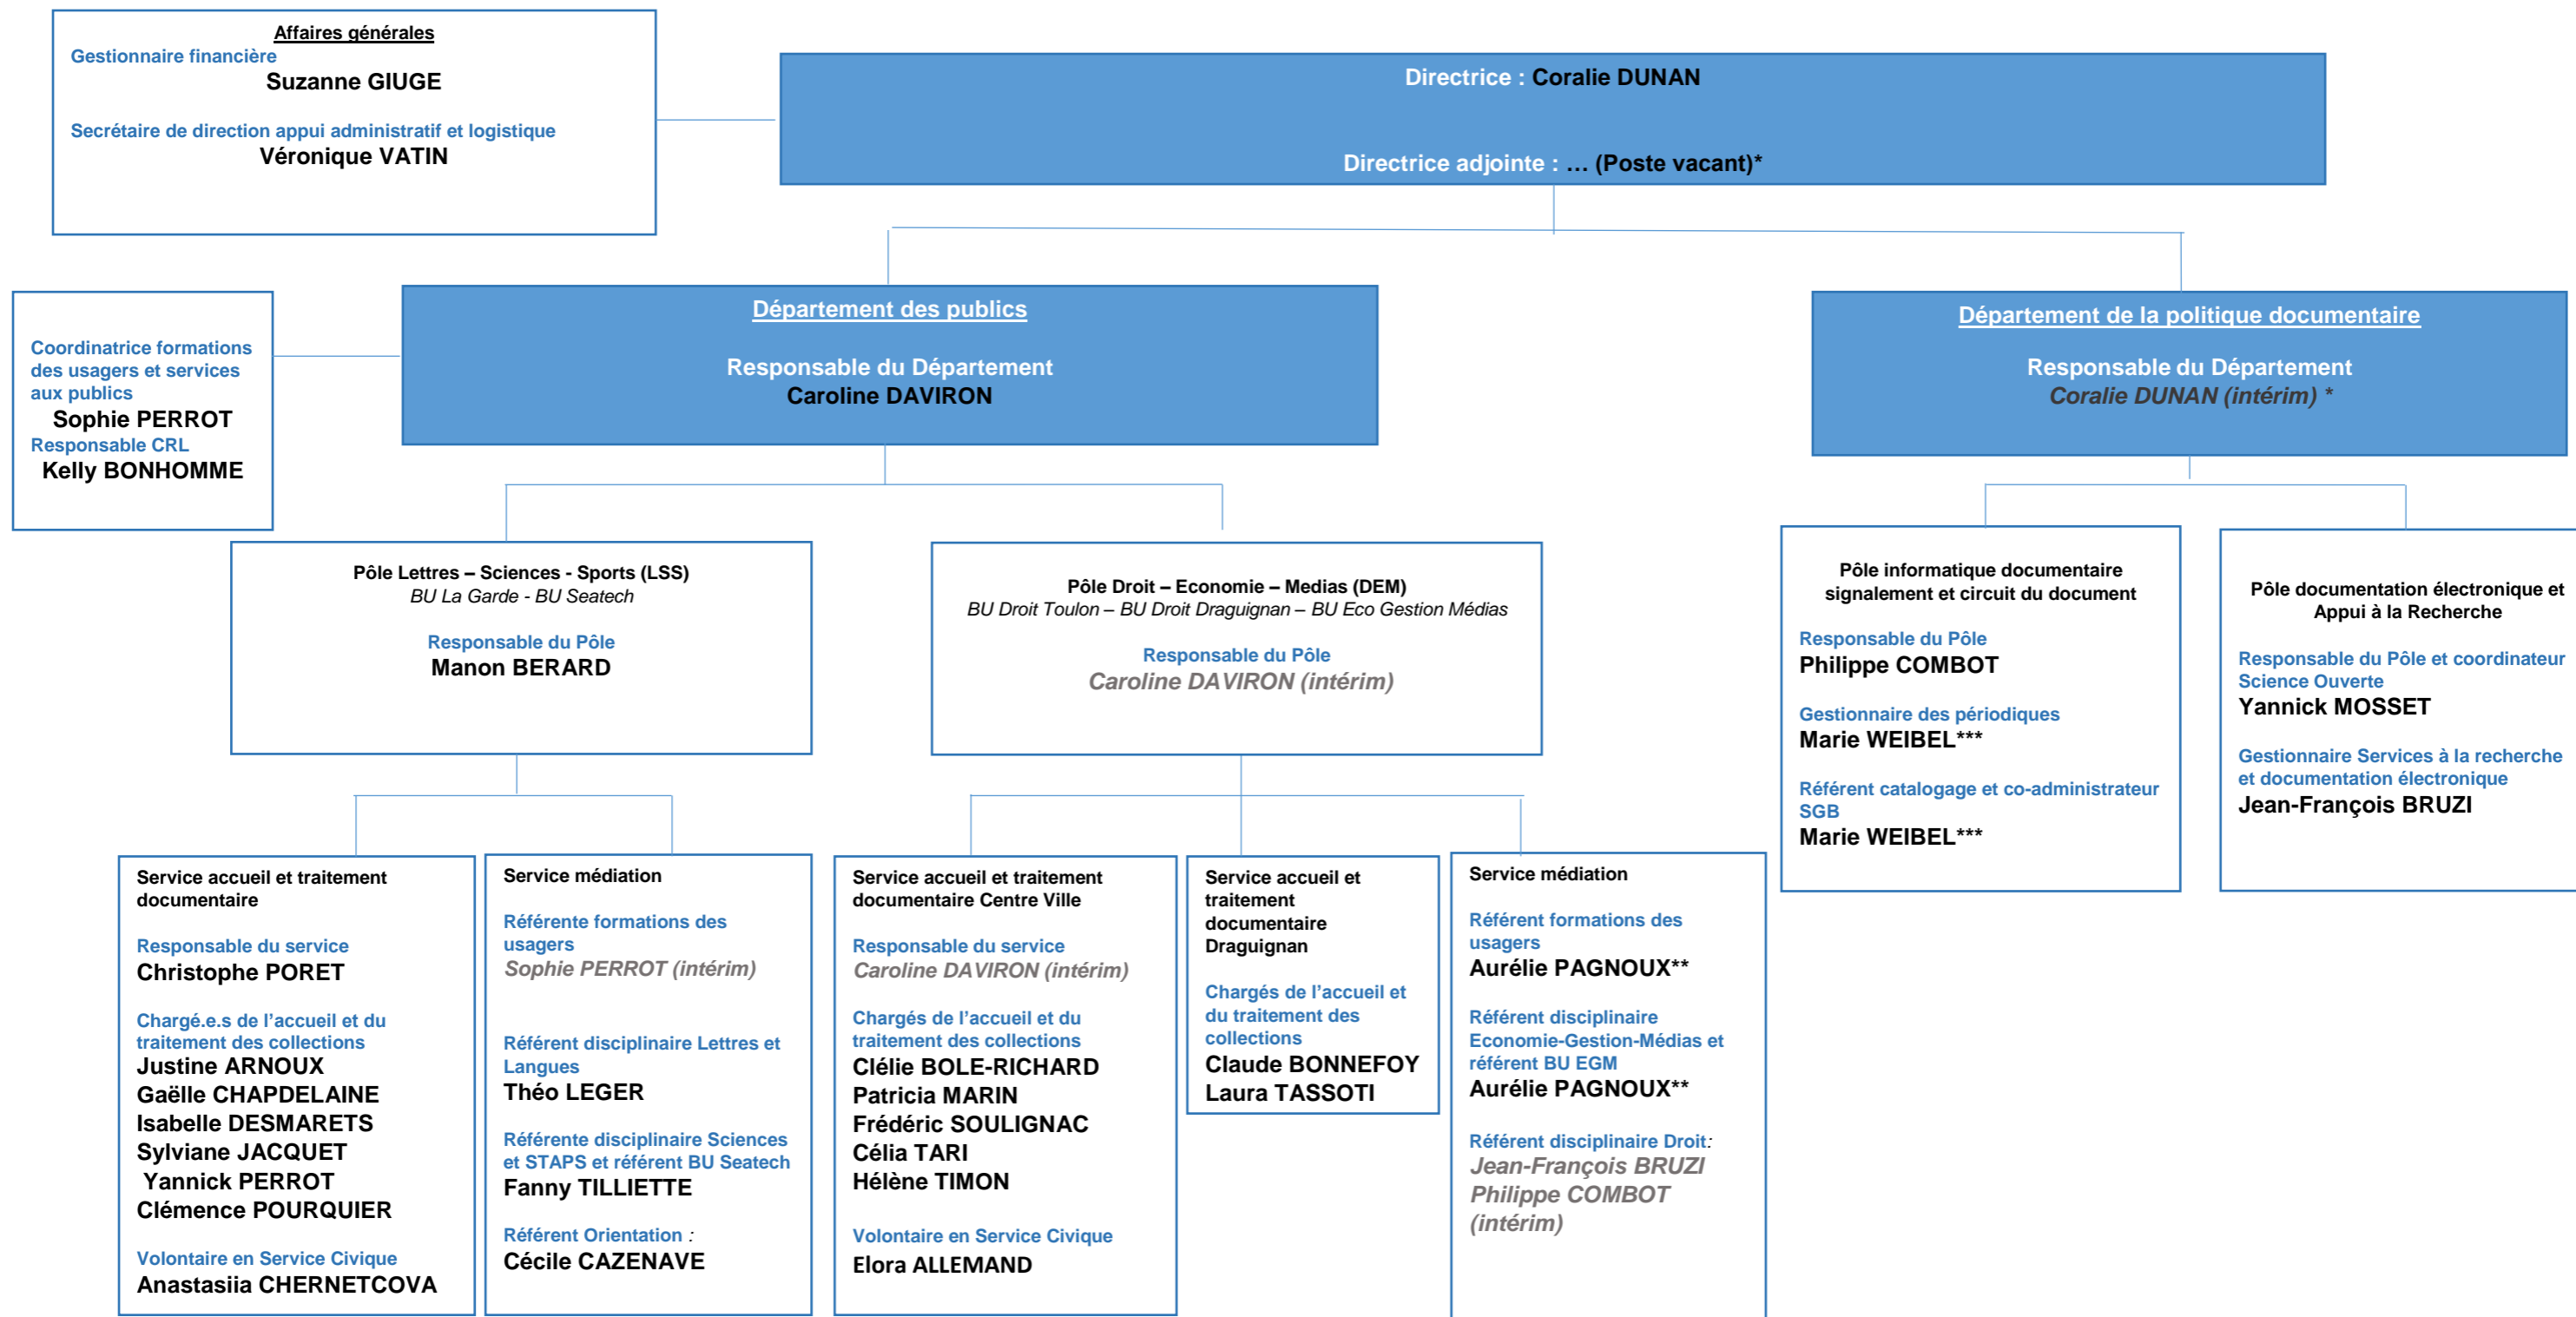 Affaires générales
Gestionnaire financière
Suzanne GIUGE
Secrétaire de direction appui administratif et logistique
Véronique VATIN
Directrice : Coralie DUNAN
Directrice adjointe : … (Poste vacant)*
Coordinatrice formations
des usagers et services
aux publics
Sophie PERROT
Responsable CRL
Kelly BONHOMME
Département des publics
Responsable du Département
Caroline DAVIRON
Département de la politique documentaire
Responsable du Département
Coralie DUNAN (intérim) *
Pôle Lettres – Sciences - Sports (LSS)
BU La Garde - BU Seatech
Responsable du Pôle
Manon BERARD
Pôle Droit – Economie – Medias (DEM)
BU Droit Toulon – BU Droit Draguignan – BU Eco Gestion Médias
Responsable du Pôle
Caroline DAVIRON (intérim)
Pôle informatique documentaire
signalement et circuit du document
Responsable du Pôle
Philippe COMBOT
Gestionnaire des périodiques
Marie WEIBEL***
Référent catalogage et co-administrateur
SGB
Marie WEIBEL***
Pôle documentation électronique et
Appui à la Recherche
Responsable du Pôle et coordinateur
Science Ouverte
Yannick MOSSET
Gestionnaire Services à la recherche
et documentation électronique
Jean-François BRUZI
Service accueil et traitement
documentaire
Responsable du service
Christophe PORET
Chargé.e.s de l’accueil et du
traitement des collections
Justine ARNOUX
Gaëlle CHAPDELAINE
Isabelle DESMARETS
Sylviane JACQUET
Yannick PERROT
Clémence POURQUIER
Volontaire en Service Civique
Anastasiia CHERNETCOVA
Service médiation
Référente formations des
usagers
Sophie PERROT (intérim)
Référent disciplinaire Lettres et
Langues
Théo LEGER
Référente disciplinaire Sciences
et STAPS et référent BU Seatech
Fanny TILLIETTE
Référent Orientation :
Cécile CAZENAVE
Service accueil et traitement
documentaire Centre Ville
Responsable du service
Caroline DAVIRON (intérim)
Chargés de l’accueil et du
traitement des collections
Clélie BOLE-RICHARD
Patricia MARIN
Frédéric SOULIGNAC
Célia TARI
Hélène TIMON
Volontaire en Service Civique
Elora ALLEMAND
Service accueil et
traitement
documentaire
Draguignan
Chargés de l’accueil et
du traitement des
collections
Claude BONNEFOY
Laura TASSOTI
Service médiation
Référent formations des
usagers
Aurélie PAGNOUX**
Référent disciplinaire
Economie-Gestion-Médias et
référent BU EGM
Aurélie PAGNOUX**
Référent disciplinaire Droit:
Jean-François BRUZI
Philippe COMBOT
(intérim)